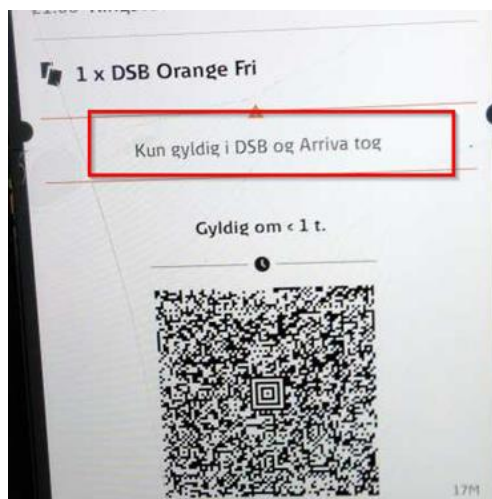 1 x DSB Orange Fri
Kun gyldig i DSB og Arriva tog
Gyldig om < 1 t.
17M